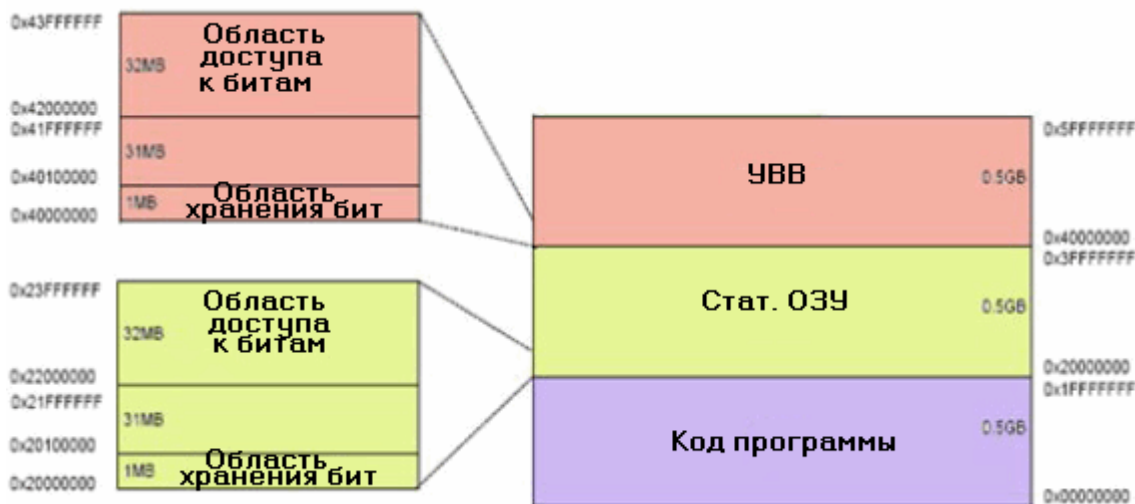 0x43FFFFFF
Область
доступа
к битам
32MB
0x42000000
0x41FFFFFF
31MB
0x40100000
Область
хранения бит
1MB
0x40000000
0x23FFFFFF
Область
доступа
к битам
32MB
0x22000000
0x21FFFFFF
31MB
0x20100000
Область
хранения бит
1MB
0x20000000
0x5FFFFFFF
УВВ
0.5GB
0x40000000
0x3FFFFFFF
Стат. ОЗУ
0.5GB
0x20000000
0x1FFFFFFF
Код программы
0.5GB
0x00000000